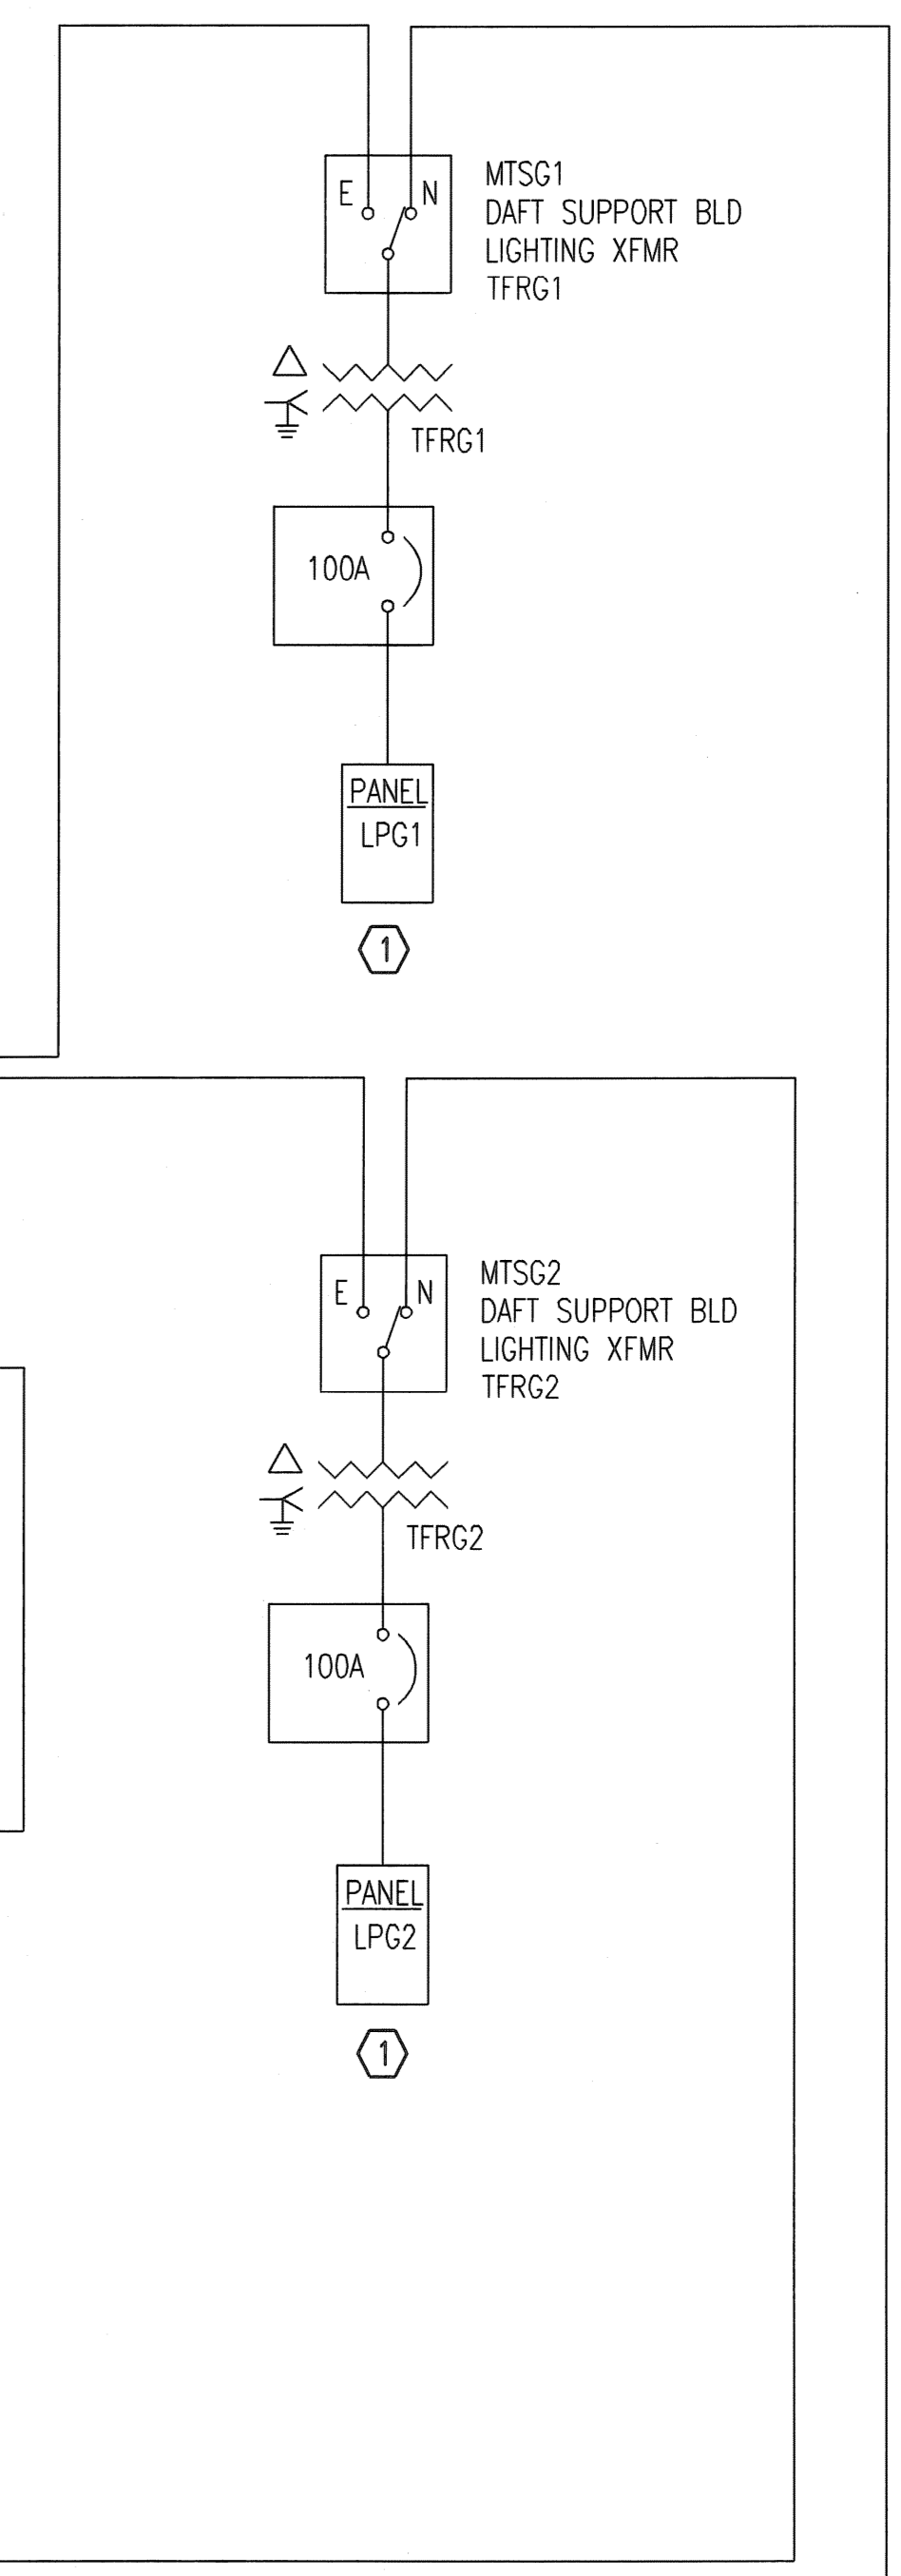 E N
MTSG1
DAFT SUPPORT BLD
LIGHTING XFMR
TFRG1
TFRG1
100A
PANEL
LPG1
1
E N
MTSG2
DAFT SUPPORT BLD
LIGHTING XFMR
TFRG2
TFRG2
100A
PANEL
LPG2
1